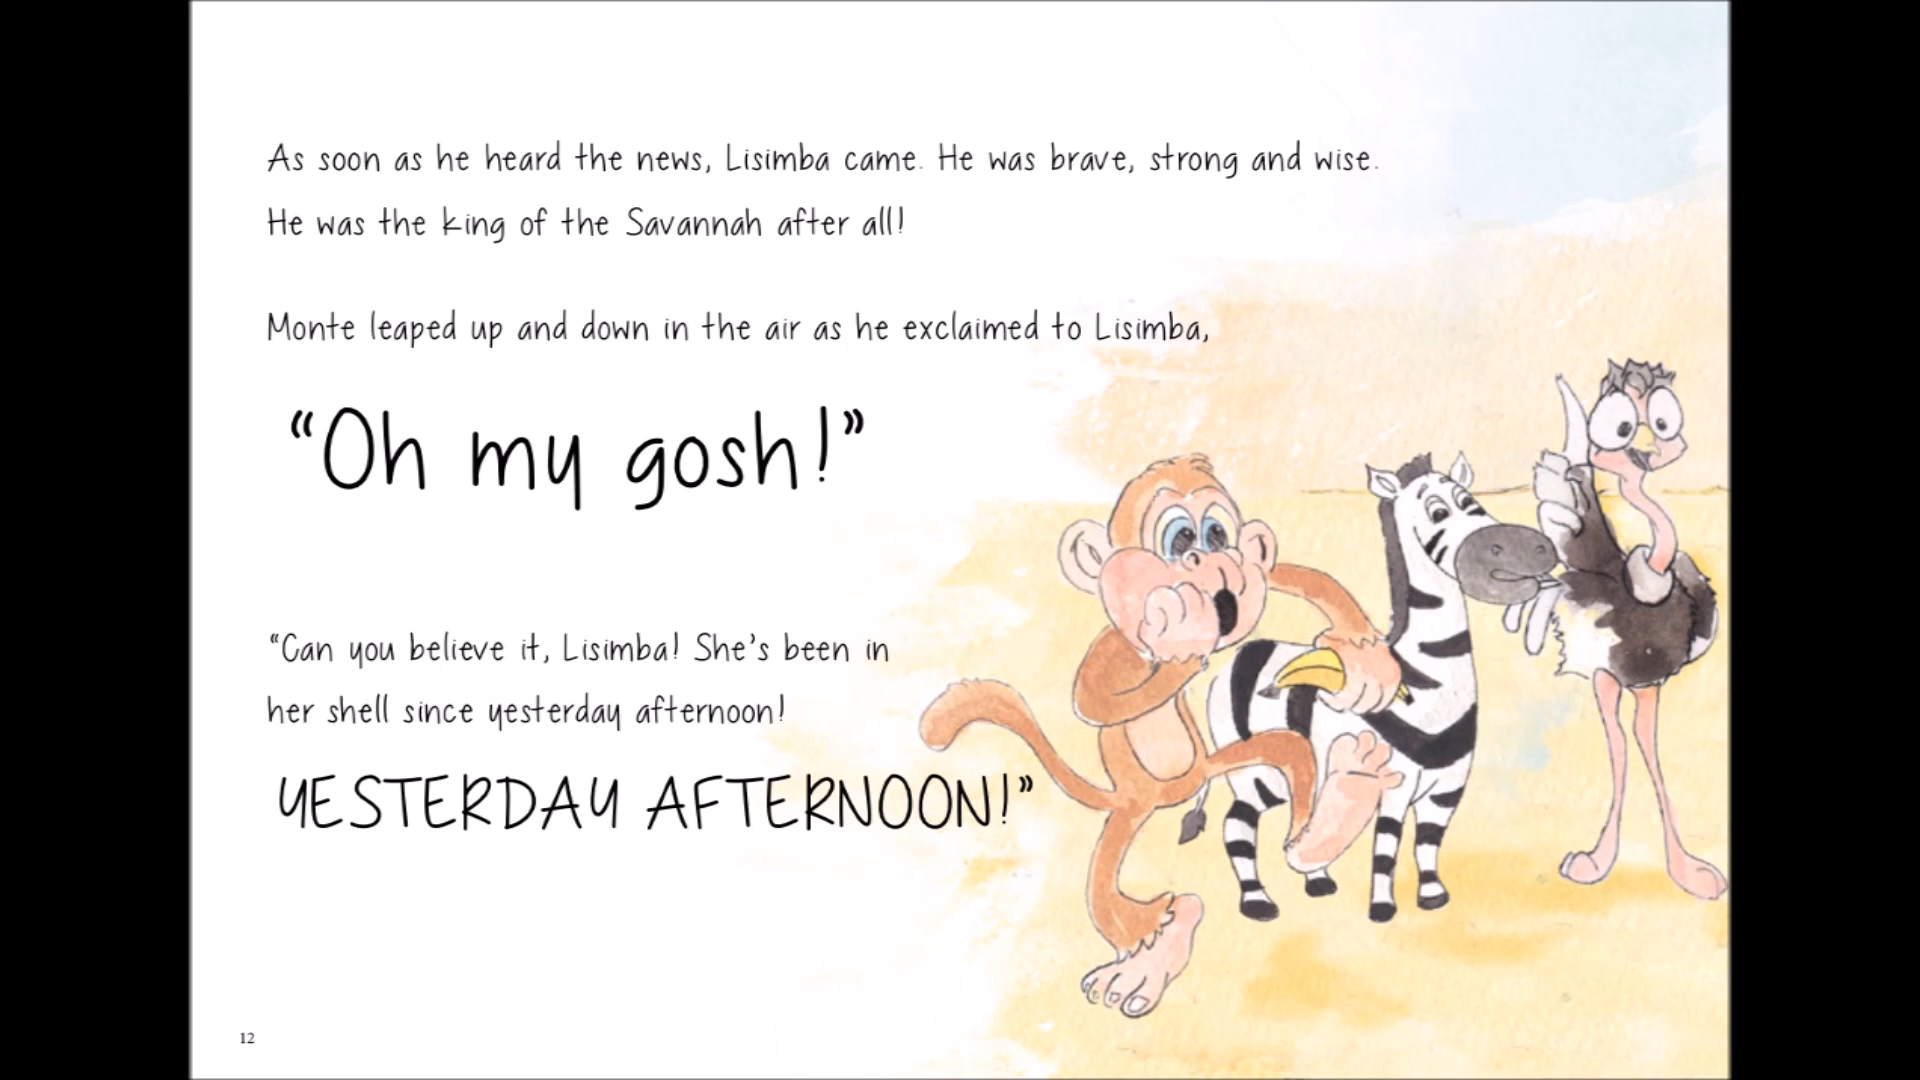 As soon as he heard the news, Lisimba came. He was brave, strong and wise.
He was the king of the Savannah after all!
Monte leaped up and down in the air as he exclaimed to Lisimba,
“Oh my gosh!”
“Can you believe it, Lisimba! She’s been in
her shell since yesterday afternoon!
YESTERDAY AFTERNOON!”
12